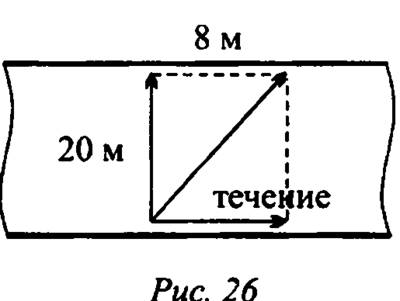 8 м
20 м
течение
Рис. 26